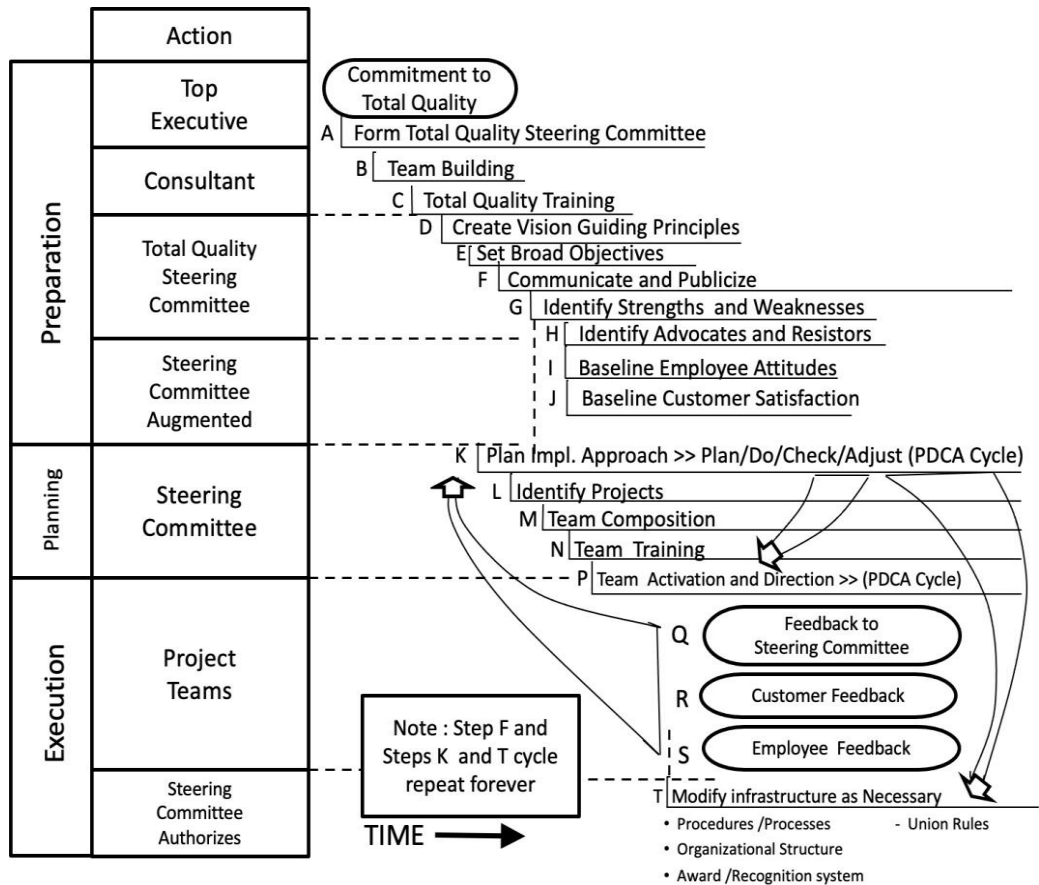 Action
Preparation
Top
Executive
Commitment to
Total Quality
A Form Total Quality Steering Committee
Consultant
B Team Building
C Total Quality Training
Total Quality
Steering
Committee
D Create Vision Guiding Principles
E Set Broad Objectives
F Communicate and Publicize
G Identify Strengths and Weaknesses
Steering
Committee
Augmented
H Identify Advocates and Resistors
I Baseline Employee Attitudes
J Baseline Customer Satisfaction
Planning
Steering
Committee
K Plan Impl. Approach >> Plan/Do/Check/Adjust (PDCA Cycle)
L Identify Projects
M Team Composition
N Team Training
P Team Activation and Direction >> (PDCA Cycle)
Execution
Project
Teams
Q Feedback to
Steering Committee
R Customer Feedback
S Employee Feedback
Note : Step F and
Steps K and T cycle
repeat forever
Steering
Committee
Authorizes
T Modify infrastructure as Necessary
• Procedures /Processes - Union Rules
• Organizational Structure
• Award /Recognition system
TIME